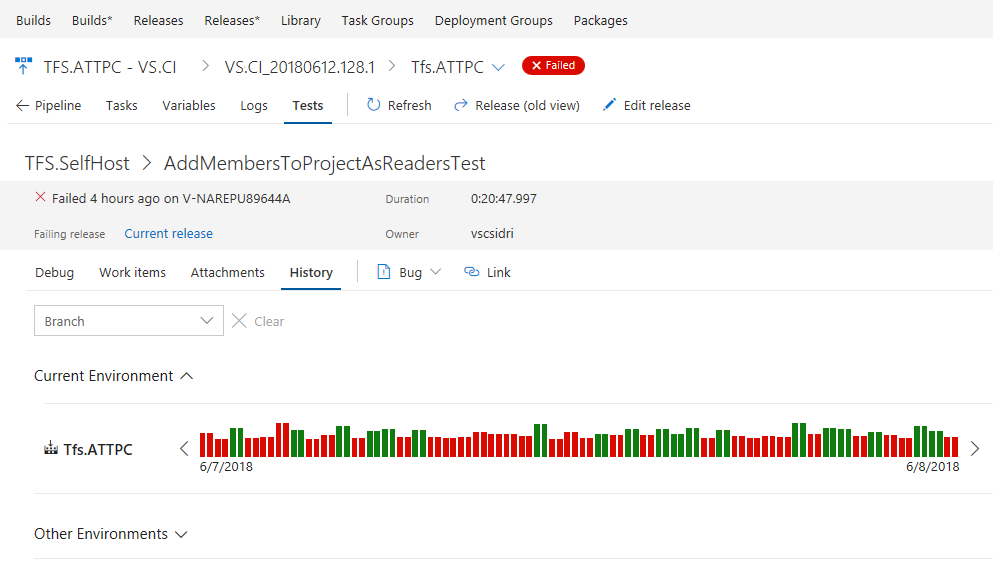 Builds Builds* Releases Releases* Library Task Groups Deployment Groups Packages
TFS.ATTPC - VS.CI > VS.CI_20180612.128.1 > Tfs.ATTPC Failed
Pipeline Tasks Variables Logs Tests Refresh Release (old view) Edit release
TFS.SelfHost > AddMembersToProjectAsReadersTest
Failed 4 hours ago on V-NAREPU89644A Duration 0:20:47.997
Failing release Current release Owner vscsidri
Debug Work items Attachments History Bug Link
Branch Clear
Current Environment
Tfs.ATTPC
6/7/2018 6/8/2018
Other Environments